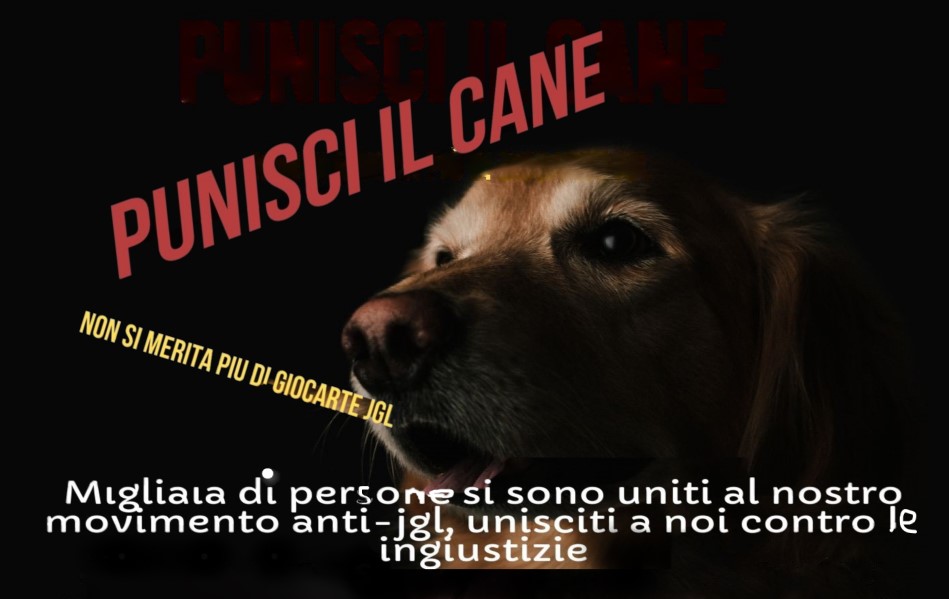 PUNISCI IL CANE
PUNISCI IL CANE
NON SI MERITA PIU DI GIOCARTE JGL
Migliaia di persone si sono uniti al nostro
movimento anti-jgl, unisciti a noi contro le
ingiustizie